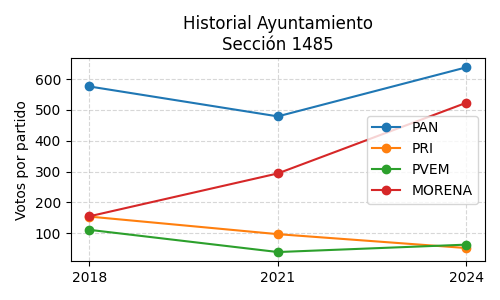 Historial Ayuntamiento
Sección 1485
Votos por partido
600
500
400
300
200
100
2018
2021
2024
PAN
PRI
PVEM
MORENA